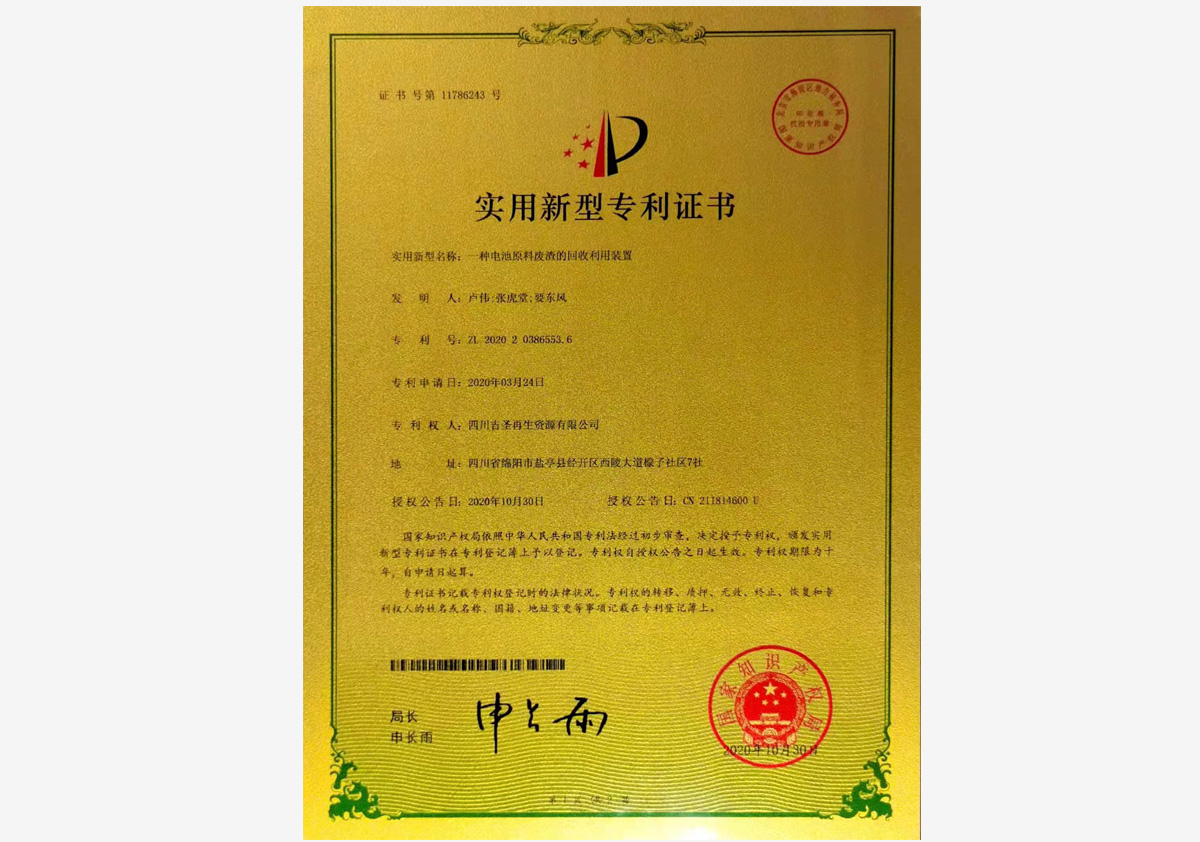 证书号第 11786243 号
实用新型专利证书
实用新型名称：一种电池原料废渣的回收利用装置
发明人：卢伟;张虎堂;要东风
专利号：ZL 2020 2 0386553.6
专利申请日：2020年03月24日
专利权人：四川吉圣再生资源有限公司
地址：四川省绵阳市盐亭县经开区西陵大道檬子社区7社
授权公告日：2020年10月30日 授权公告日：CN 211814600 U
国家知识产权局依照中华人民共和国专利法经过初步审查，决定授予专利权，颁发实用
新型专利证书并在专利登记簿上予以登记。专利权自授权公告之日起生效。专利权期限为十
年，自申请日起算。
专利证书记载专利权登记时的法律状况。专利权的转移、质押、无效、终止、恢复和专
利权人的姓名或名称、国籍、地址变更等事项记载在专利登记簿上。
局长
申长雨
申长雨
国家知识产权局
2020年10月30日